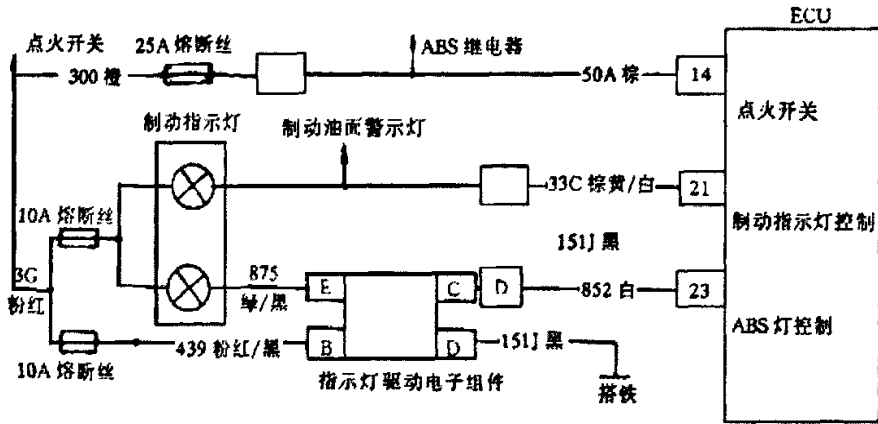 ECU
点火开关
25A 熔断丝
ABS 继电器
300 橙
50A 棕
14
点火开关
制动指示灯
制动油面警示灯
33C 棕黄/白
21
10A 熔断丝
制动指示灯控制
151J 黑
3G
粉红
875
绿/黑
E
C
D
852 白
23
ABS 灯控制
10A 熔断丝
439 粉红/黑
B
D
151J 黑
指示灯驱动电子组件
搭铁